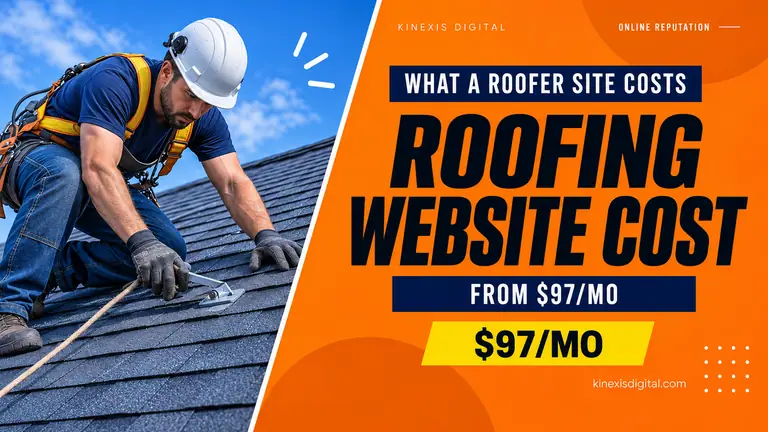 KINEXIS DIGITAL
ONLINE REPUTATION
WHAT A ROOFER SITE COSTS
ROOFING
WEBSITE COST
FROM $97/MO
$97/MO
kinexisdigital.com